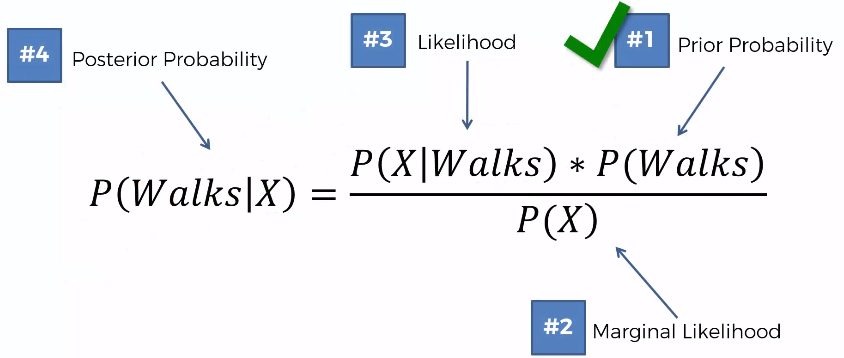 #4 Posterior Probability
#3 Likelihood
#1 Prior Probability
P(Walks|X) = P(X|Walks) * P(Walks)
P(X)
#2 Marginal Likelihood